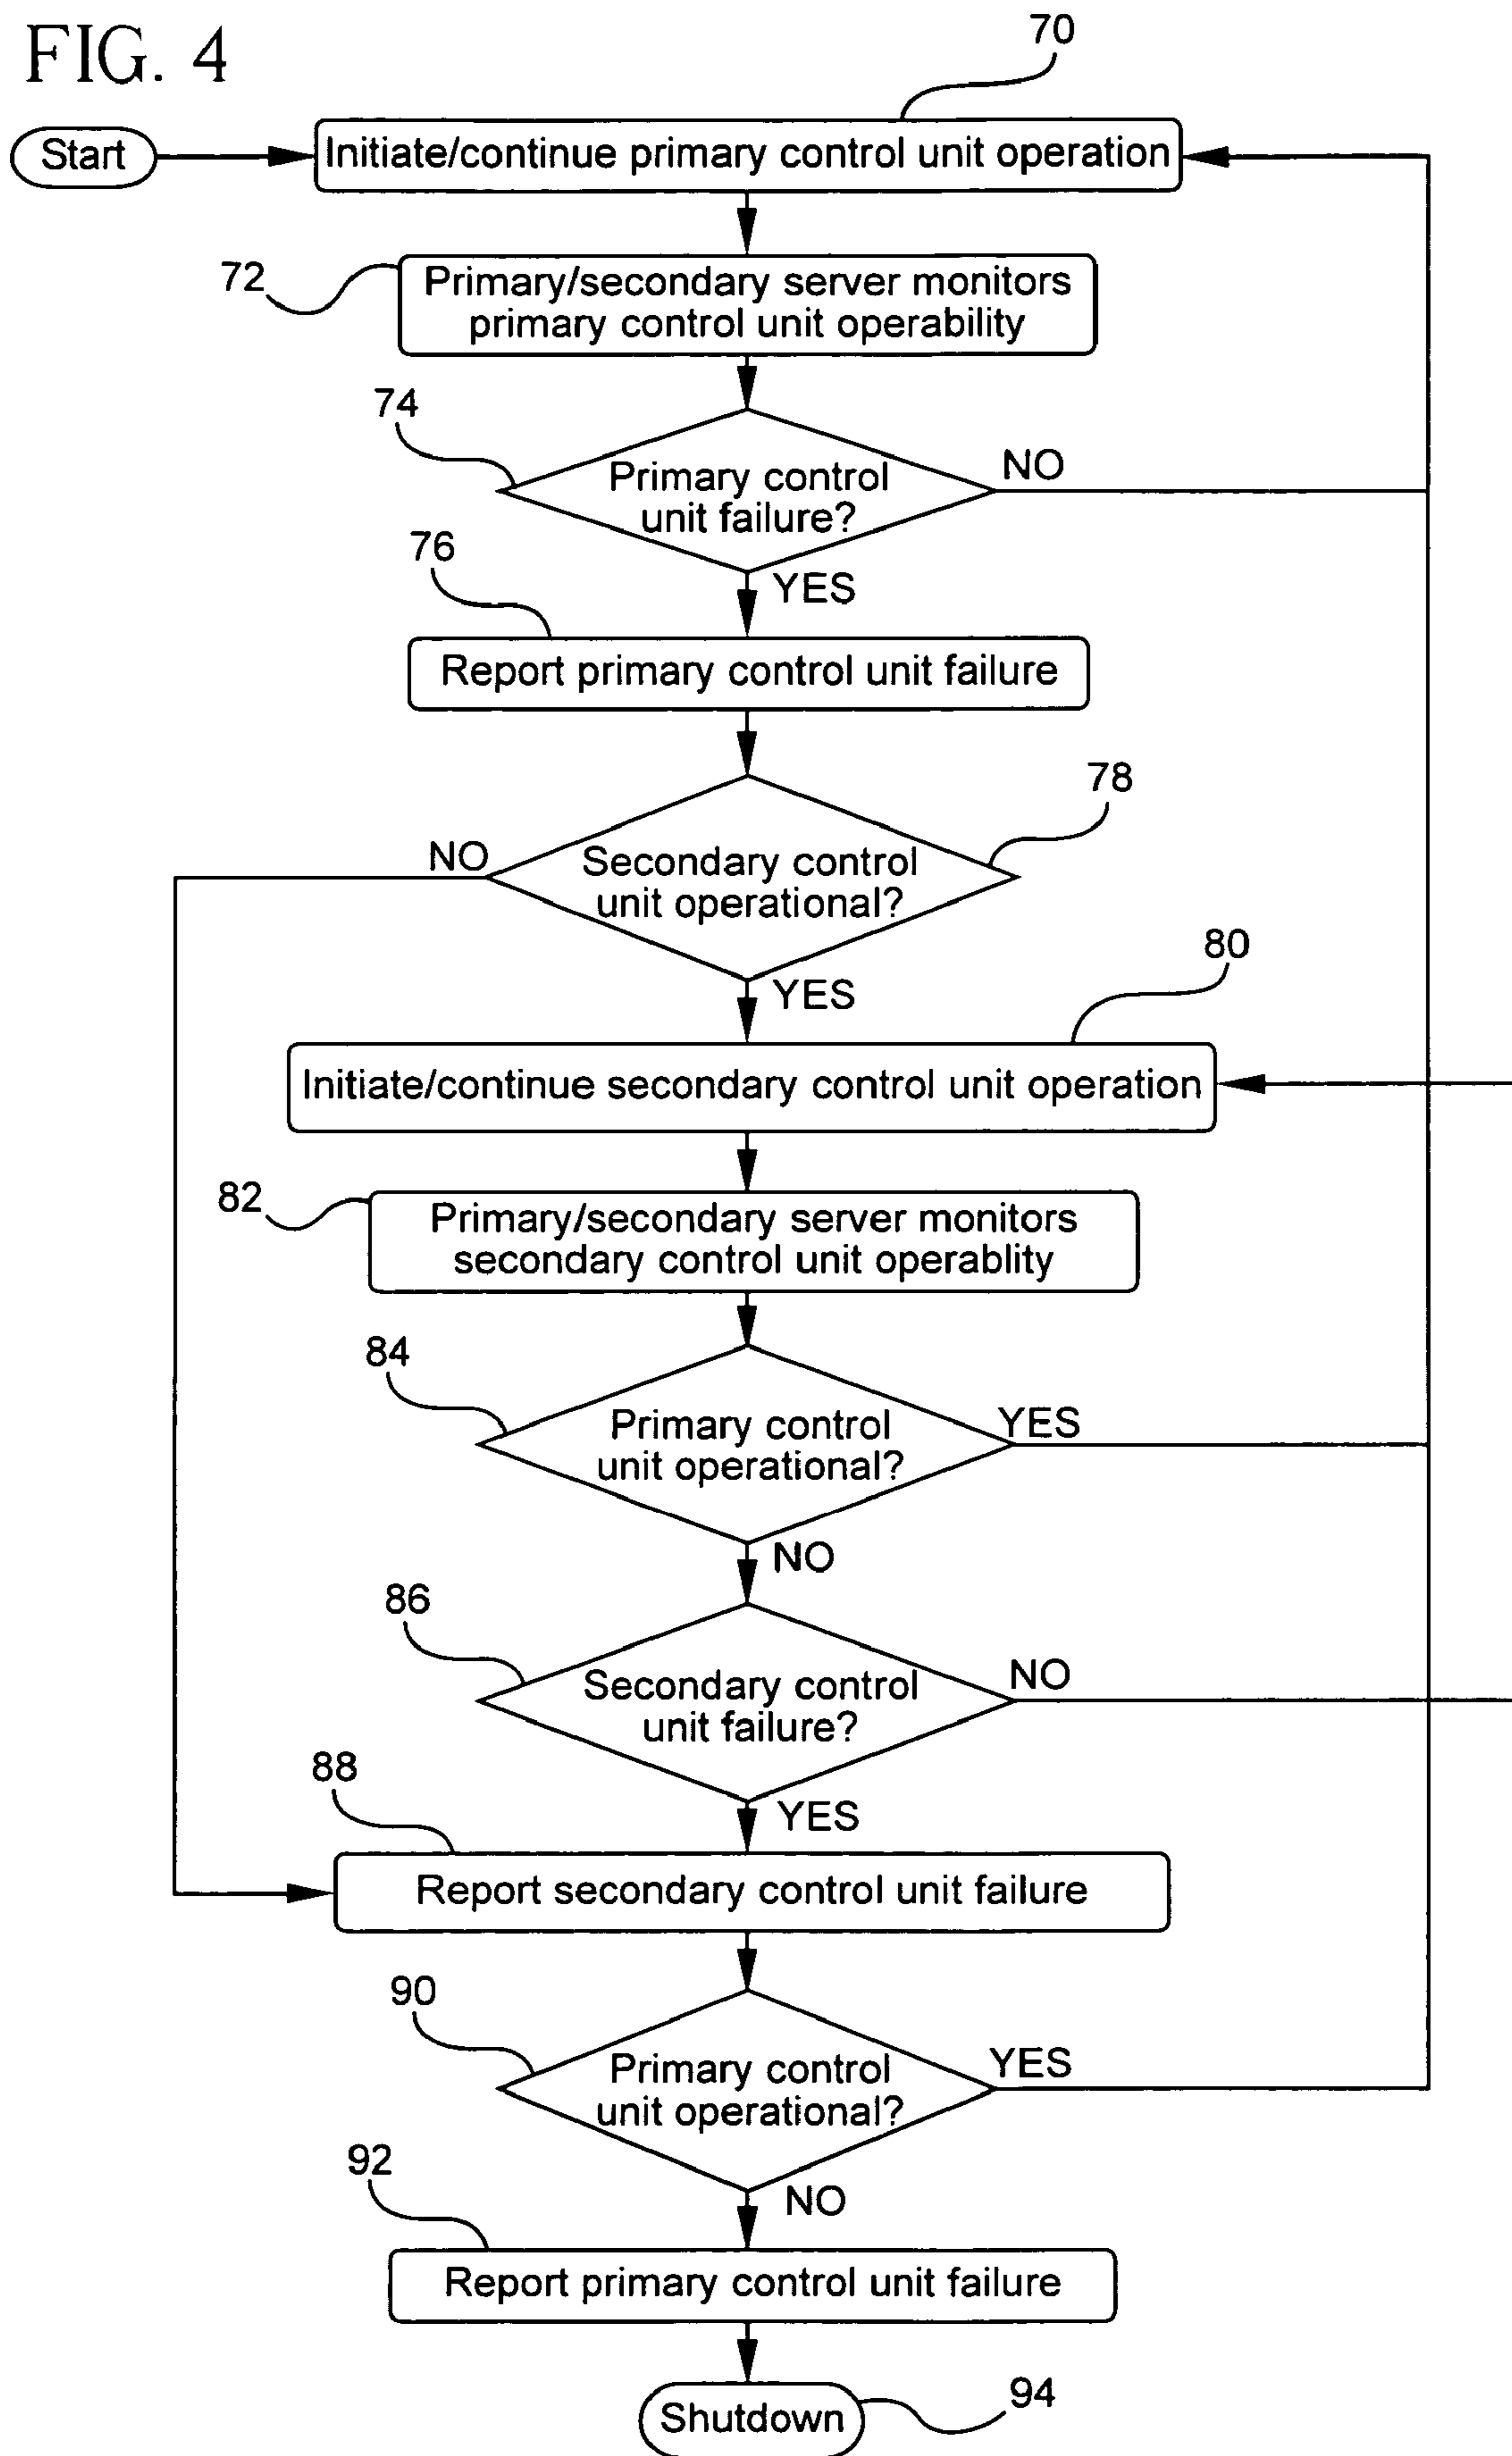 FIG. 4
70
Start
Initiate/continue primary control unit operation
72
Primary/secondary server monitors
primary control unit operability
74
Primary control
unit failure?
NO
YES
76
Report primary control unit failure
78
Secondary control
unit operational?
NO
YES
80
Initiate/continue secondary control unit operation
82
Primary/secondary server monitors
secondary control unit operablity
84
Primary control
unit operational?
YES
NO
86
Secondary control
unit failure?
NO
YES
88
Report secondary control unit failure
90
Primary control
unit operational?
YES
NO
92
Report primary control unit failure
Shutdown
94